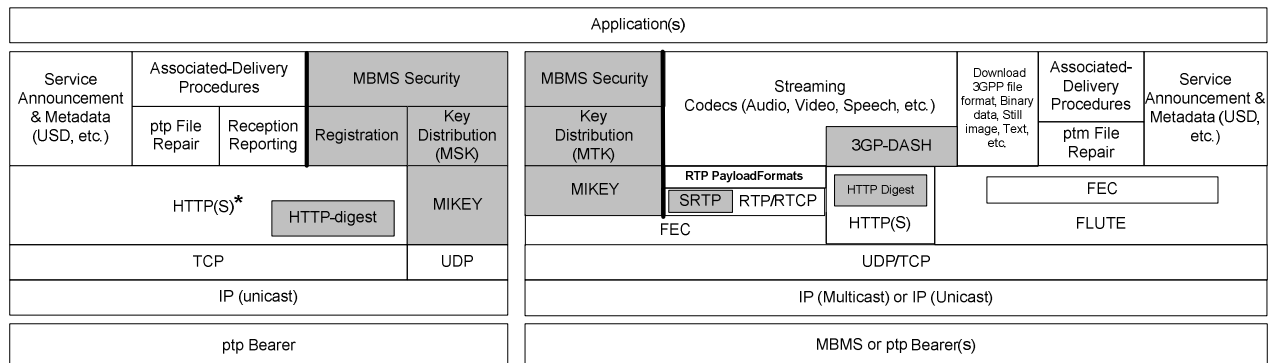 Application(s)
Service
Announcement
& Metadata
(USD, etc.)
Associated-Delivery
Procedures
ptp File
Repair
Reception
Reporting
MBMS Security
Registration
Key
Distribution
(MSK)
HTTP(S)*
HTTP-digest
MIKEY
TCP
UDP
IP (unicast)
ptp Bearer
MBMS Security
Key
Distribution
(MTK)
MIKEY
Streaming
Codecs (Audio, Video, Speech, etc.)
3GP-DASH
RTP PayloadFormats
SRTP
RTP/RTCP
FEC
HTTP Digest
HTTP(S)
Download
3GPP file
format, Binary
data, Still
image, Text,
etc.
Associated-
Delivery
Procedures
ptm File
Repair
Service
Announcement &
Metadata (USD,
etc.)
FEC
FLUTE
UDP/TCP
IP (Multicast) or IP (Unicast)
MBMS or ptp Bearer(s)